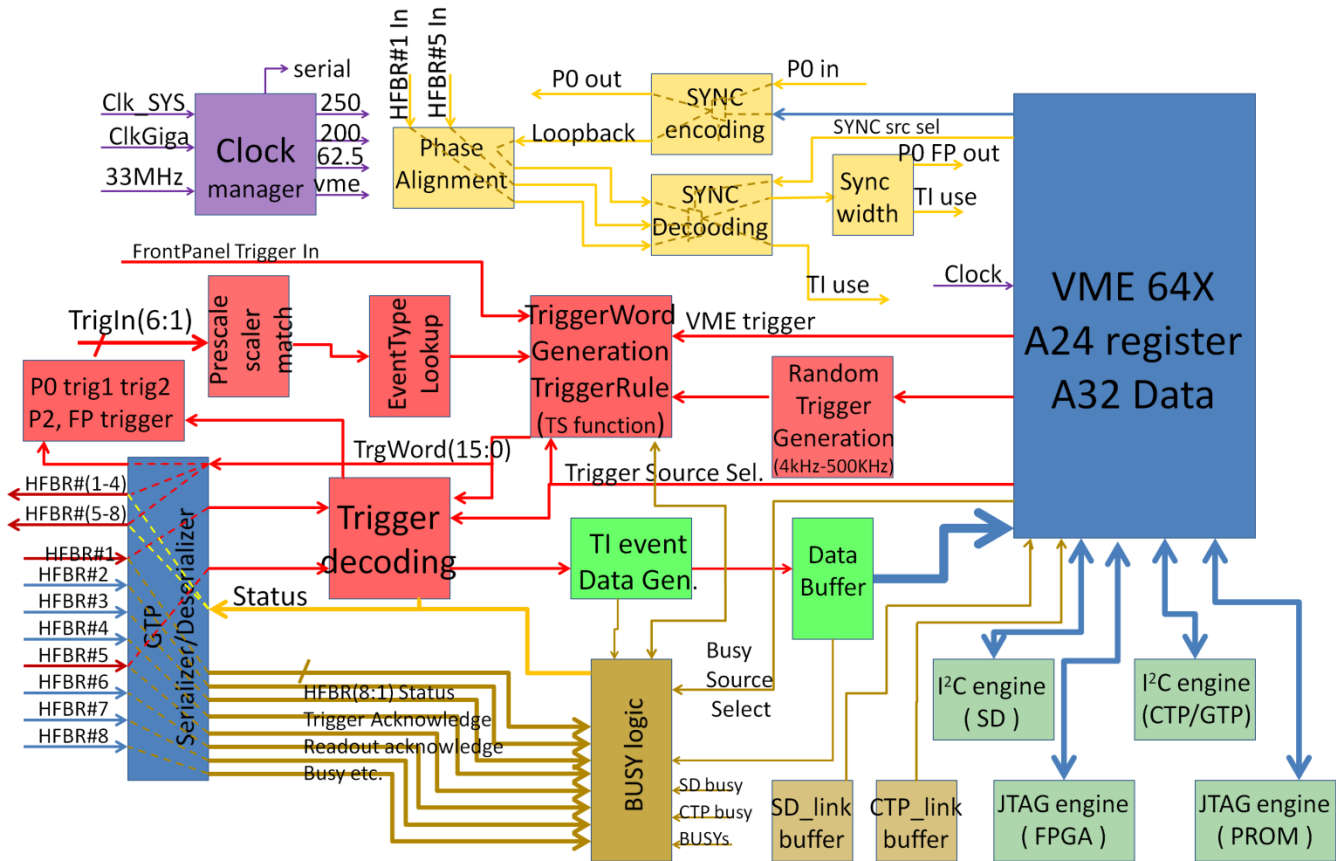 serial
Clk_SYS
ClkGiga
33MHz
Clock
manager
250
200
62.5
vme
HFBR#1 In
HFBR#5 In
Phase
Alignment
P0 out
Loopback
SYNC
encoding
P0 in
SYNC src sel
SYNC
Decooding
Sync
width
P0 FP out
TI use
TI use
Clock
VME 64X
A24 register
A32 Data
FrontPanel Trigger In
TrigIn(6:1)
Prescale
scaler
match
EventType
Lookup
TriggerWord
Generation
TriggerRule
(TS function)
VME trigger
Random
Trigger
Generation
(4kHz-500KHz)
P0 trig1 trig2
P2, FP trigger
TrgWord(15:0)
Trigger Source Sel.
HFBR#(1-4)
HFBR#(5-8)
HFBR#1
HFBR#2
HFBR#3
HFBR#4
HFBR#5
HFBR#6
HFBR#7
HFBR#8
GTP
Serializer/Deserializer
Trigger
decoding
Status
TI event
Data Gen.
Data
Buffer
HFBR(8:1) Status
Trigger Acknowledge
Readout acknowledge
Busy etc.
BUSY logic
Busy
Source
Select
SD busy
CTP busy
BUSYs
SD_link
buffer
CTP_link
buffer
I²C engine
( SD )
I²C engine
(CTP/GTP)
JTAG engine
( FPGA )
JTAG engine
( PROM )